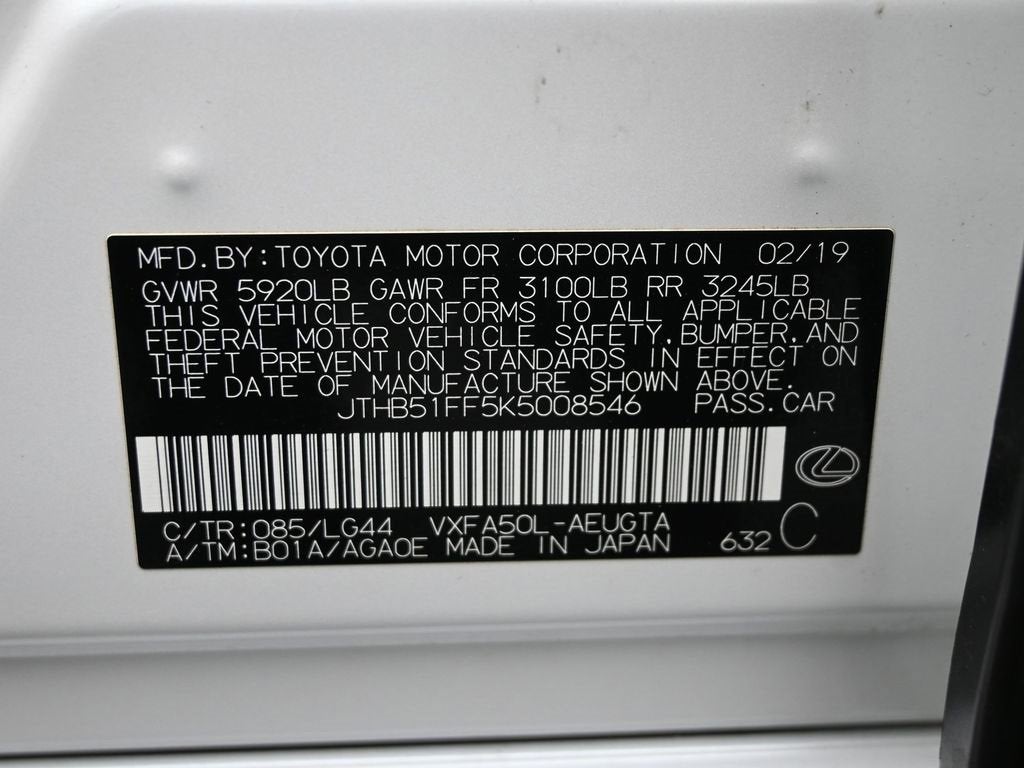 MFD.BY:TOYOTA MOTOR CORPORATION 02/19
GVWR 5920LB GAWR FR 3100LB RR 3245LB
THIS VEHICLE CONFORMS TO ALL APPLICABLE
FEDERAL MOTOR VEHICLE SAFETY,BUMPER,AND
THEFT PREVENTION STANDARDS IN EFFECT ON
THE DATE OF MANUFACTURE SHOWN ABOVE.
JTHB51FF5K5008546 PASS.CAR
C/TR:085/LG44 VXFA50L-AEUGTA
A/TM:B01A/AGA0E MADE IN JAPAN 632 C